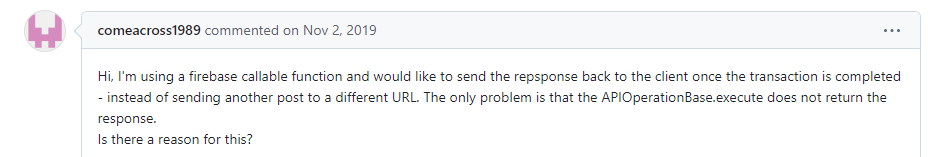 comeacross1989 commented on Nov 2, 2019
Hi, I'm using a firebase callable function and would like to send the repsponse back to the client once the transaction is completed
- instead of sending another post to a different URL. The only problem is that the APIOperationBase.execute does not return the
response.
Is there a reason for this?